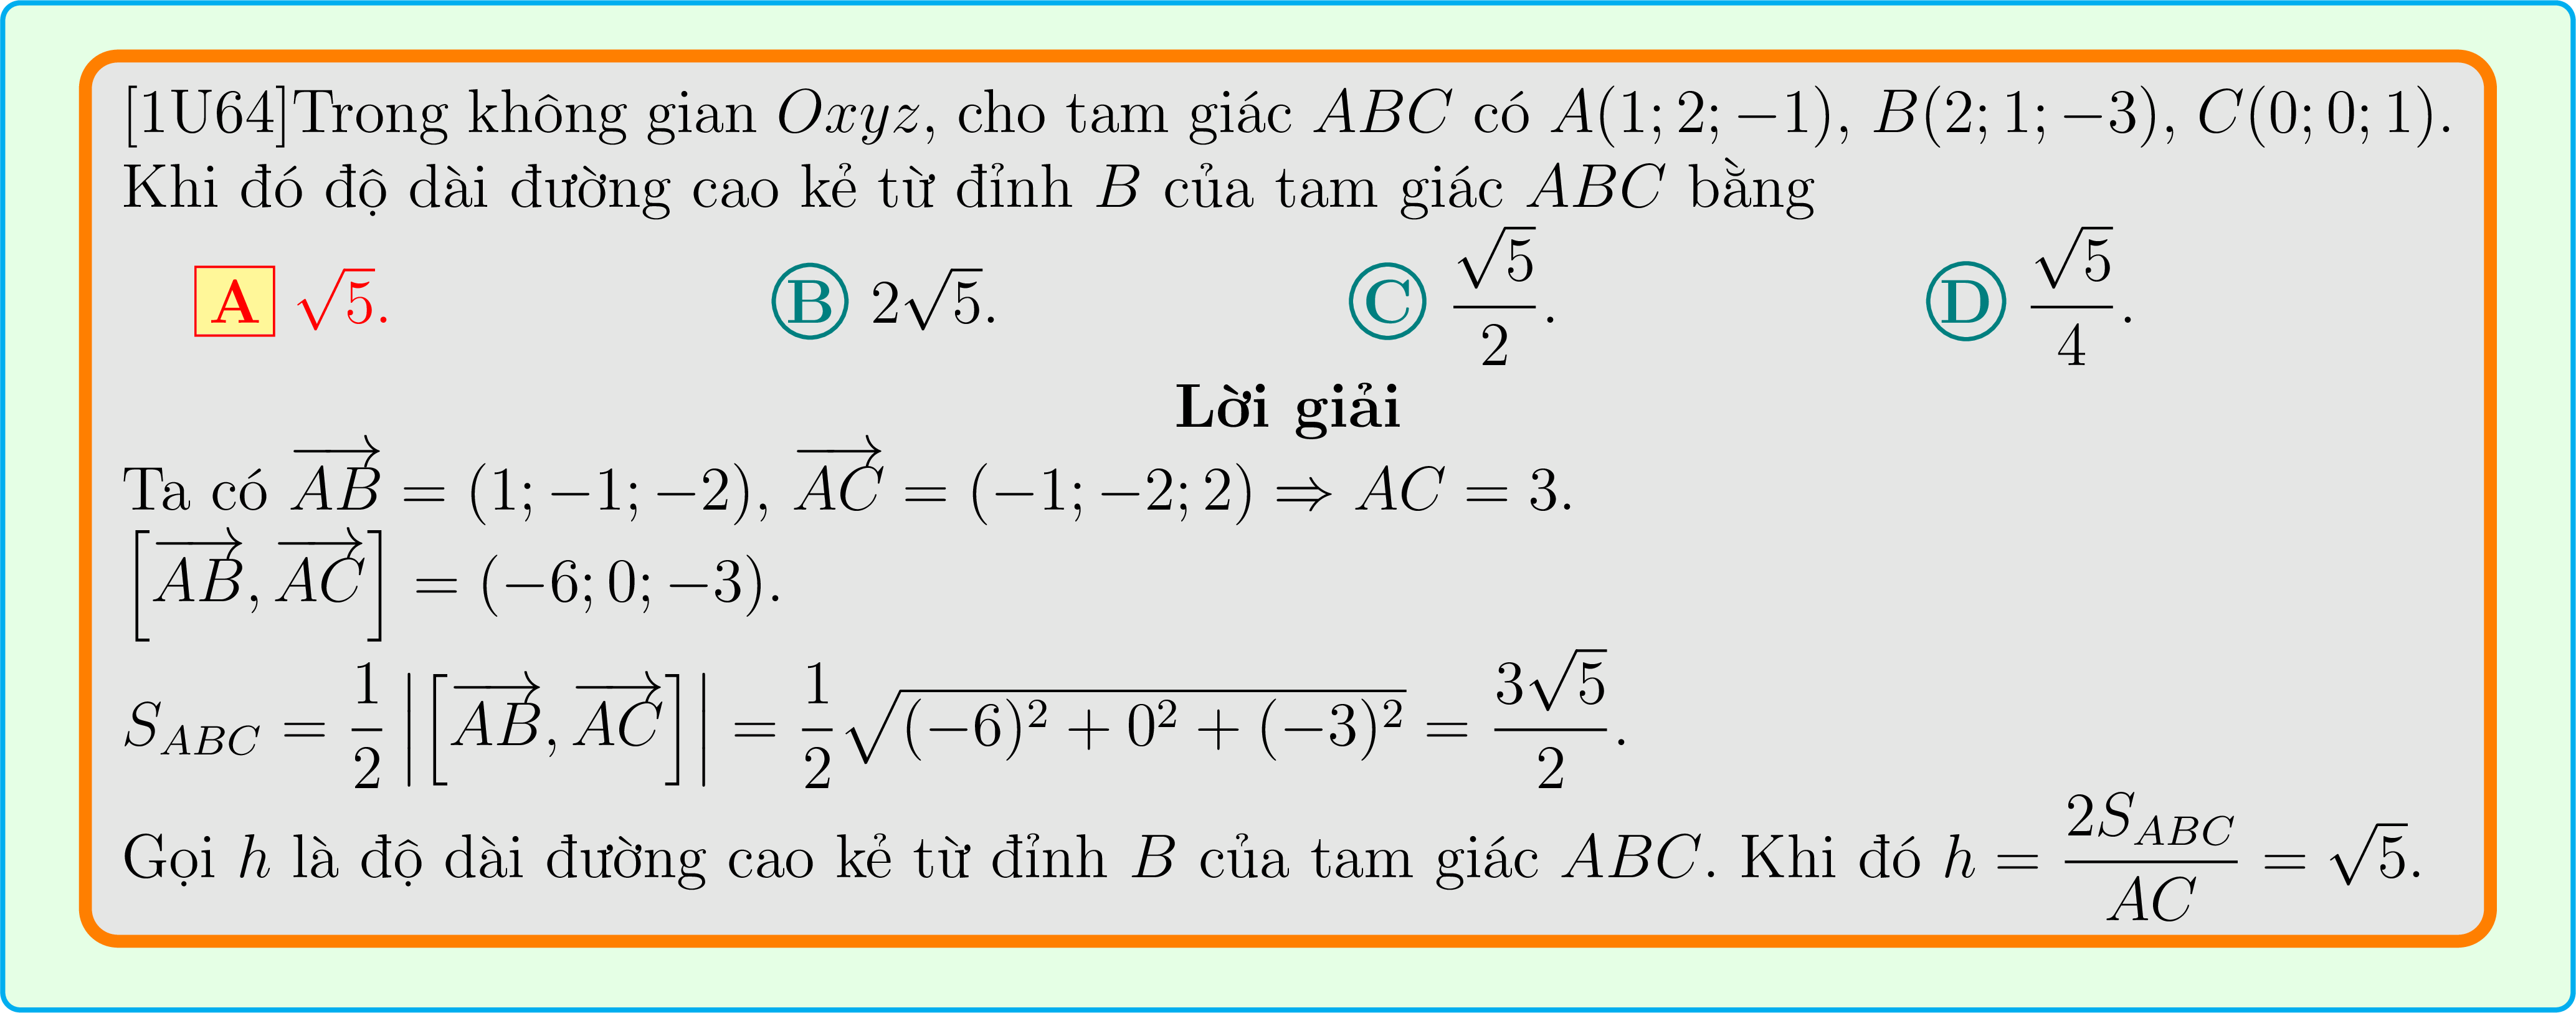 [1U64]Trong không gian Oxyz, cho tam giác ABC có A(1; 2; −1), B(2; 1; −3), C(0; 0; 1).
Khi đó độ dài đường cao kẻ từ đỉnh B của tam giác ABC bằng
A $\sqrt{5}$. B $2\sqrt{5}$. C $\frac{\sqrt{5}}{2}$. D $\frac{\sqrt{5}}{4}$.
Lời giải
Ta có $\overrightarrow{AB} = (1; -1; -2)$, $\overrightarrow{AC} = (-1; -2; 2) \Rightarrow AC = 3$.
$\left[\overrightarrow{AB}, \overrightarrow{AC}\right] = (-6; 0; -3)$.
$S_{ABC} = \frac{1}{2}\left|\left[\overrightarrow{AB}, \overrightarrow{AC}\right]\right| = \frac{1}{2}\sqrt{(-6)^2 + 0^2 + (-3)^2} = \frac{3\sqrt{5}}{2}$.
Gọi h là độ dài đường cao kẻ từ đỉnh B của tam giác ABC. Khi đó $h = \frac{2S_{ABC}}{AC} = \sqrt{5}$.